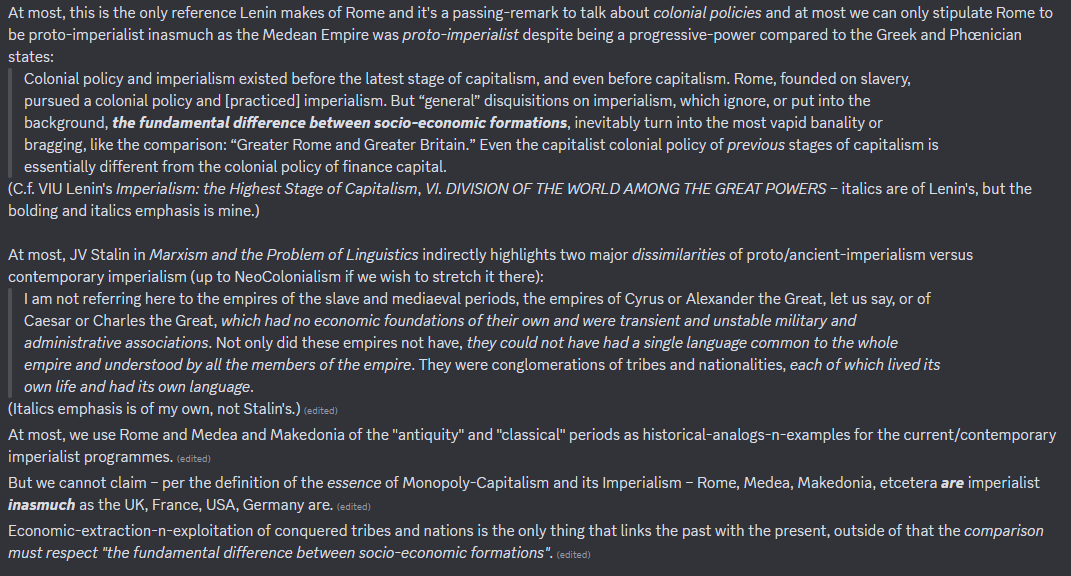 At most, this is the only reference Lenin makes of Rome and it's a passing-remark to talk about colonial policies and at most we can only stipulate Rome to
be proto-imperialist inasmuch as the Medean Empire was proto-imperialist despite being a progressive-power compared to the Greek and Phœnician
states:
Colonial policy and imperialism existed before the latest stage of capitalism, and even before capitalism. Rome, founded on slavery,
pursued a colonial policy and [practiced] imperialism. But “general” disquisitions on imperialism, which ignore, or put into the
background, the fundamental difference between socio-economic formations, inevitably turn into the most vapid banality or
bragging, like the comparison: “Greater Rome and Greater Britain.” Even the capitalist colonial policy of previous stages of capitalism is
essentially different from the colonial policy of finance capital.
(C.f. VIU Lenin's Imperialism: the Highest Stage of Capitalism, VI. DIVISION OF THE WORLD AMONG THE GREAT POWERS – italics are of Lenin's, but the
bolding and italics emphasis is mine.)
At most, JV Stalin in Marxism and the Problem of Linguistics indirectly highlights two major dissimilarities of proto/ancient-imperialism versus
contemporary imperialism (up to NeoColonialism if we wish to stretch it there):
I am not referring here to the empires of the slave and mediaeval periods, the empires of Cyrus or Alexander the Great, let us say, or of
Caesar or Charles the Great, which had no economic foundations of their own and were transient and unstable military and
administrative associations. Not only did these empires not have, they could not have had a single language common to the whole
empire and understood by all the members of the empire. They were conglomerations of tribes and nationalities, each of which lived its
own life and had its own language.
(Italics emphasis is of my own, not Stalin's.) (edited)
At most, we use Rome and Medea and Makedonia of the "antiquity" and "classical" periods as historical-analogs-n-examples for the current/contemporary
imperialist programmes. (edited)
But we cannot claim – per the definition of the essence of Monopoly-Capitalism and its Imperialism – Rome, Medea, Makedonia, etcetera are imperialist
inasmuch as the UK, France, USA, Germany are. (edited)
Economic-extraction-n-exploitation of conquered tribes and nations is the only thing that links the past with the present, outside of that the comparison
must respect "the fundamental difference between socio-economic formations". (edited)